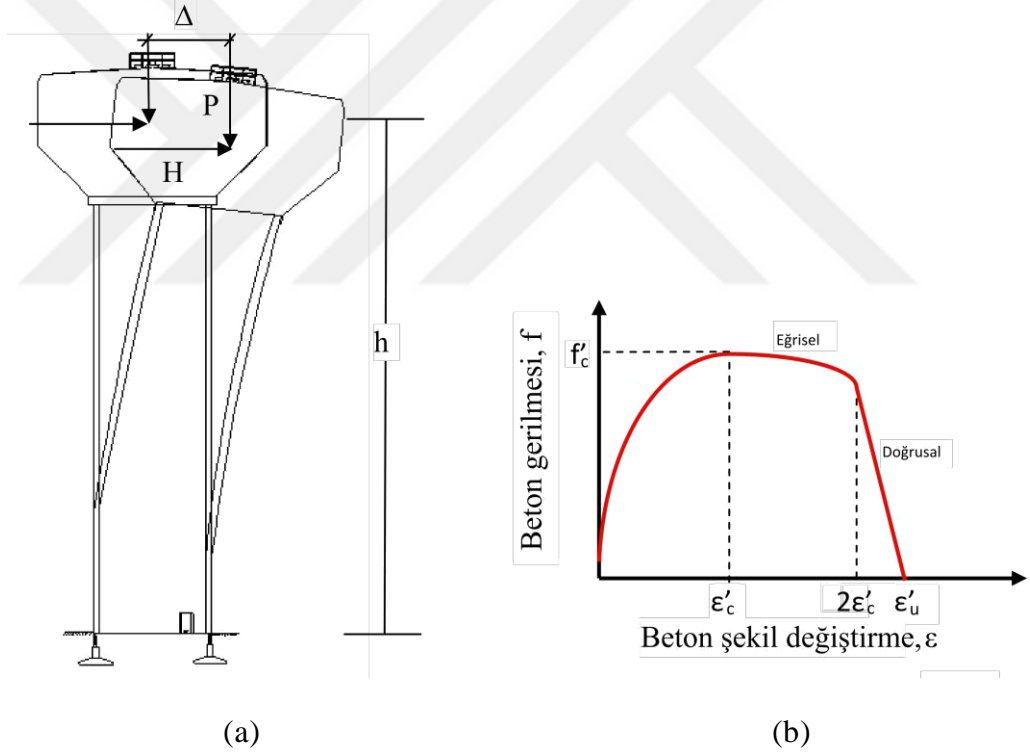 Δ
P
H
h
Beton gerilmesi, f
f'c
Eğrisel
Doğrusal
ε'c
2ε'c
ε'u
Beton şekil değiştirme, ε
(a)
(b)